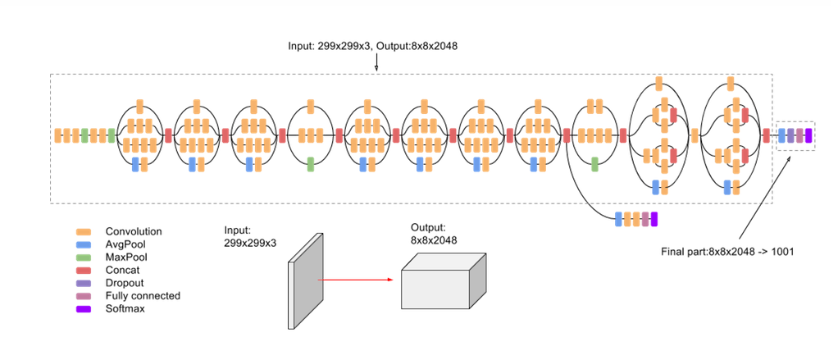 Input: 299x299x3, Output:8x8x2048
Input:
299x299x3
Output:
8x8x2048
Final part:8x8x2048 -> 1001
Convolution
AvgPool
MaxPool
Concat
Dropout
Fully connected
Softmax